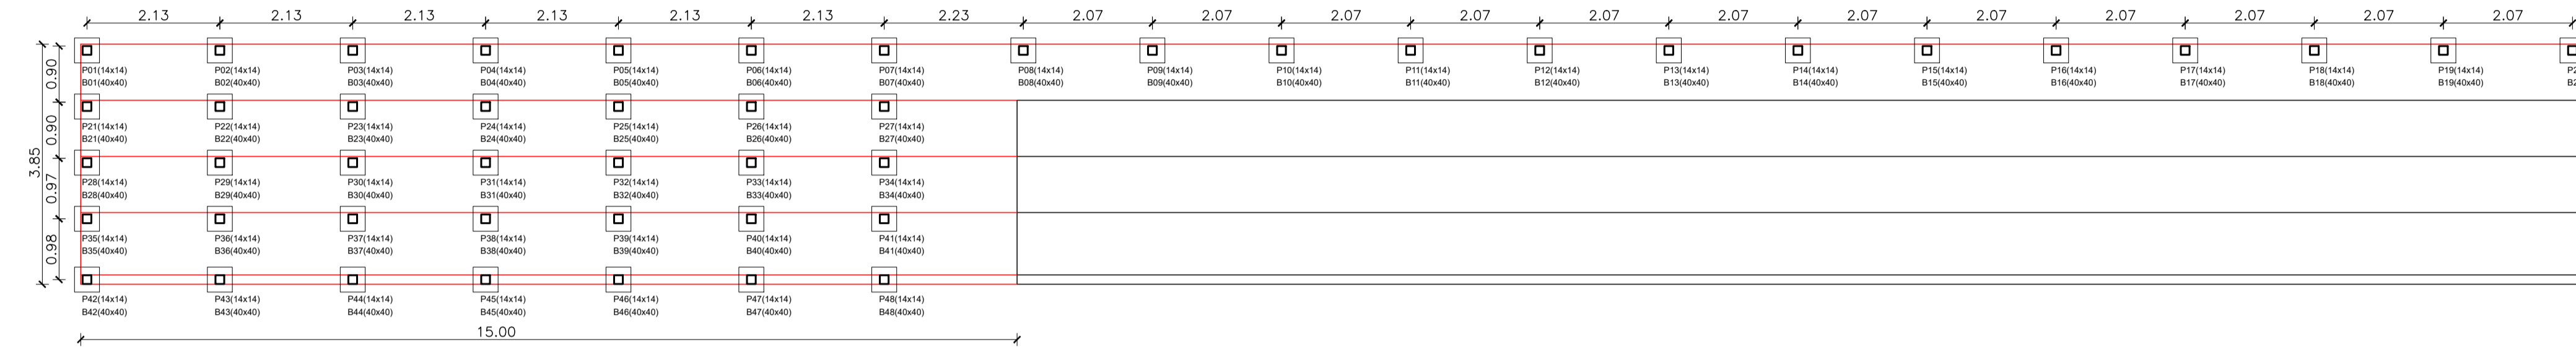 2.13 2.13 2.13 2.13 2.13 2.13 2.23 2.07 2.07 2.07 2.07 2.07 2.07 2.07 2.07 2.07 2.07 2.07 2.07
P01(14x14) P02(14x14) P03(14x14) P04(14x14) P05(14x14) P06(14x14) P07(14x14) P08(14x14) P09(14x14) P10(14x14) P11(14x14) P12(14x14) P13(14x14) P14(14x14) P15(14x14) P16(14x14) P17(14x14) P18(14x14) P19(14x14)
B01(40x40) B02(40x40) B03(40x40) B04(40x40) B05(40x40) B06(40x40) B07(40x40) B08(40x40) B09(40x40) B10(40x40) B11(40x40) B12(40x40) B13(40x40) B14(40x40) B15(40x40) B16(40x40) B17(40x40) B18(40x40) B19(40x40)
0.90
P21(14x14) P22(14x14) P23(14x14) P24(14x14) P25(14x14) P26(14x14) P27(14x14)
B21(40x40) B22(40x40) B23(40x40) B24(40x40) B25(40x40) B26(40x40) B27(40x40)
0.90
3.85
P28(14x14) P29(14x14) P30(14x14) P31(14x14) P32(14x14) P33(14x14) P34(14x14)
B28(40x40) B29(40x40) B30(40x40) B31(40x40) B32(40x40) B33(40x40) B34(40x40)
0.97
P35(14x14) P36(14x14) P37(14x14) P38(14x14) P39(14x14) P40(14x14) P41(14x14)
B35(40x40) B36(40x40) B37(40x40) B38(40x40) B39(40x40) B40(40x40) B41(40x40)
0.98
P42(14x14) P43(14x14) P44(14x14) P45(14x14) P46(14x14) P47(14x14) P48(14x14)
B42(40x40) B43(40x40) B44(40x40) B45(40x40) B46(40x40) B47(40x40) B48(40x40)
15.00